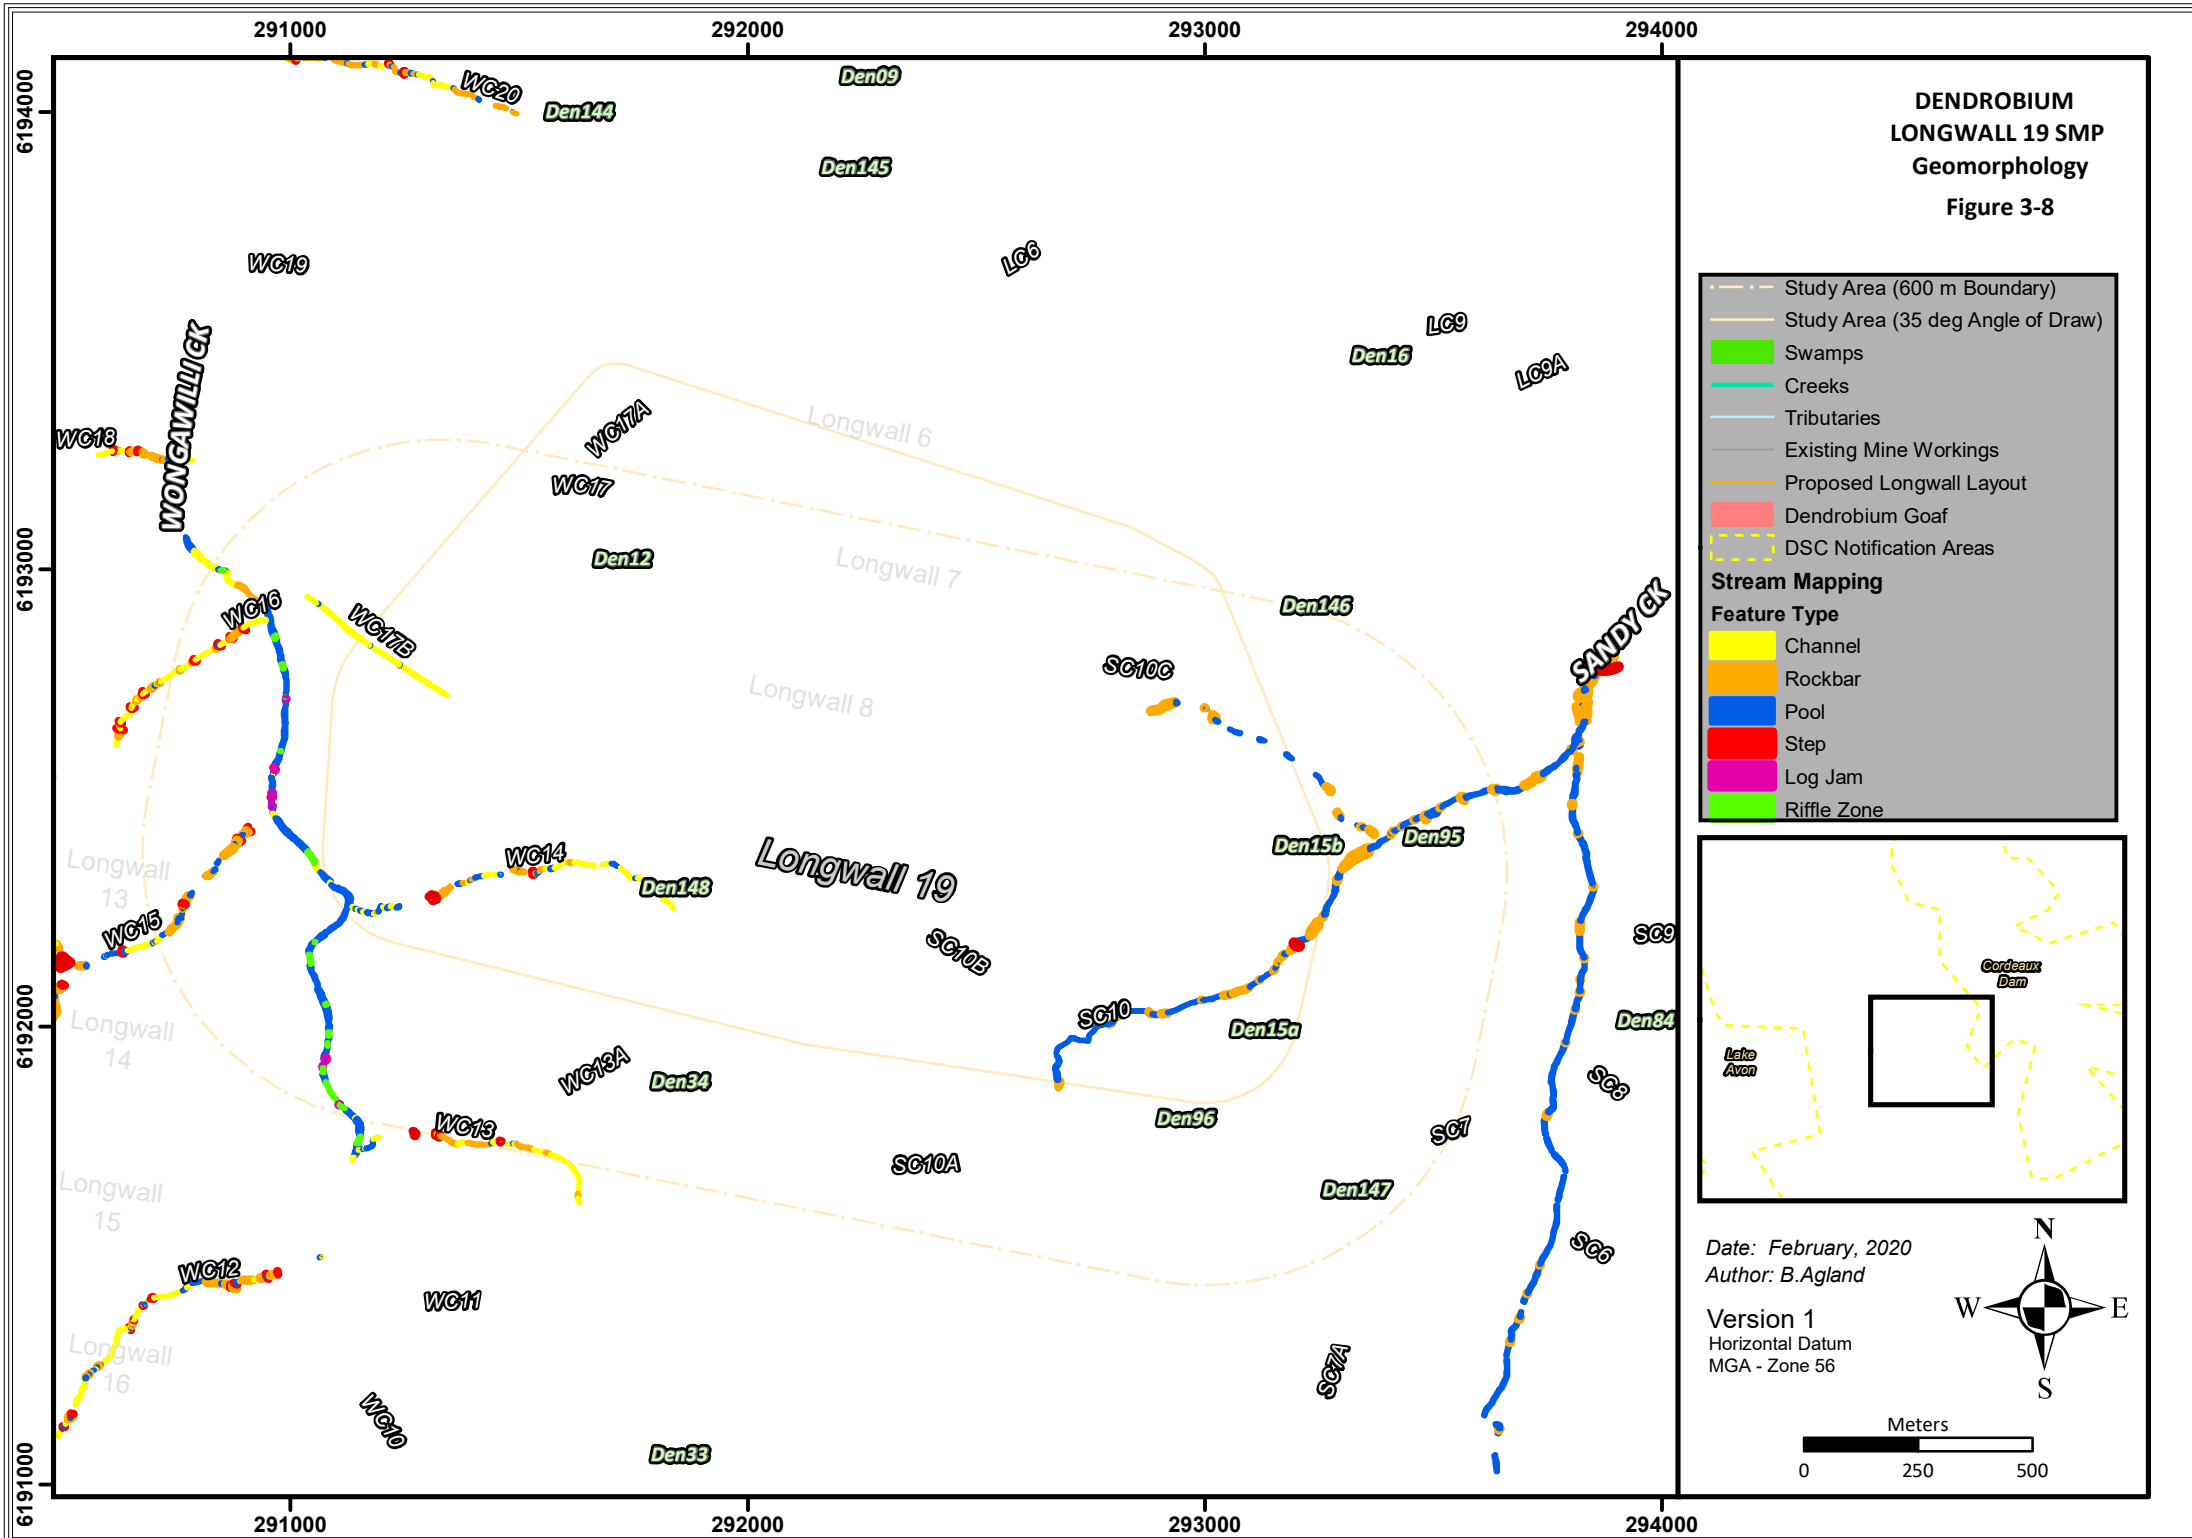 291000
292000
293000
294000
6194000
6193000
6192000
6191000
WC20
Den09
Den144
Den145
WC19
LC6
WONGAWILLI CK
LC9
Den16
LC9A
WC18
WC17A
Longwall 6
WC17
Den12
Longwall 7
WC16
WC17B
Den146
SANDY CK
SC10C
Longwall 8
Longwall
13
WC14
Den148
Longwall 19
Den15b
Den95
WC15
SC10B
SC9
Longwall
14
SC10
Den15a
Den84
WC13A
Den34
SC8
WC13
Den96
SC7
SC10A
Longwall
15
Den147
WC12
SC6
WC11
Longwall
16
SC7A
WC10
Den33
291000
292000
293000
294000
DENDROBIUM
LONGWALL 19 SMP
Geomorphology
Figure 3-8
Study Area (600 m Boundary)
Study Area (35 deg Angle of Draw)
Swamps
Creeks
Tributaries
Existing Mine Workings
Proposed Longwall Layout
Dendrobium Goaf
DSC Notification Areas
Stream Mapping
Feature Type
Channel
Rockbar
Pool
Step
Log Jam
Riffle Zone
Cordeaux
Dam
Lake
Avon
Date: February, 2020
Author: B.Agland
Version 1
Horizontal Datum
MGA - Zone 56
N
W
E
S
Meters
0 250 500